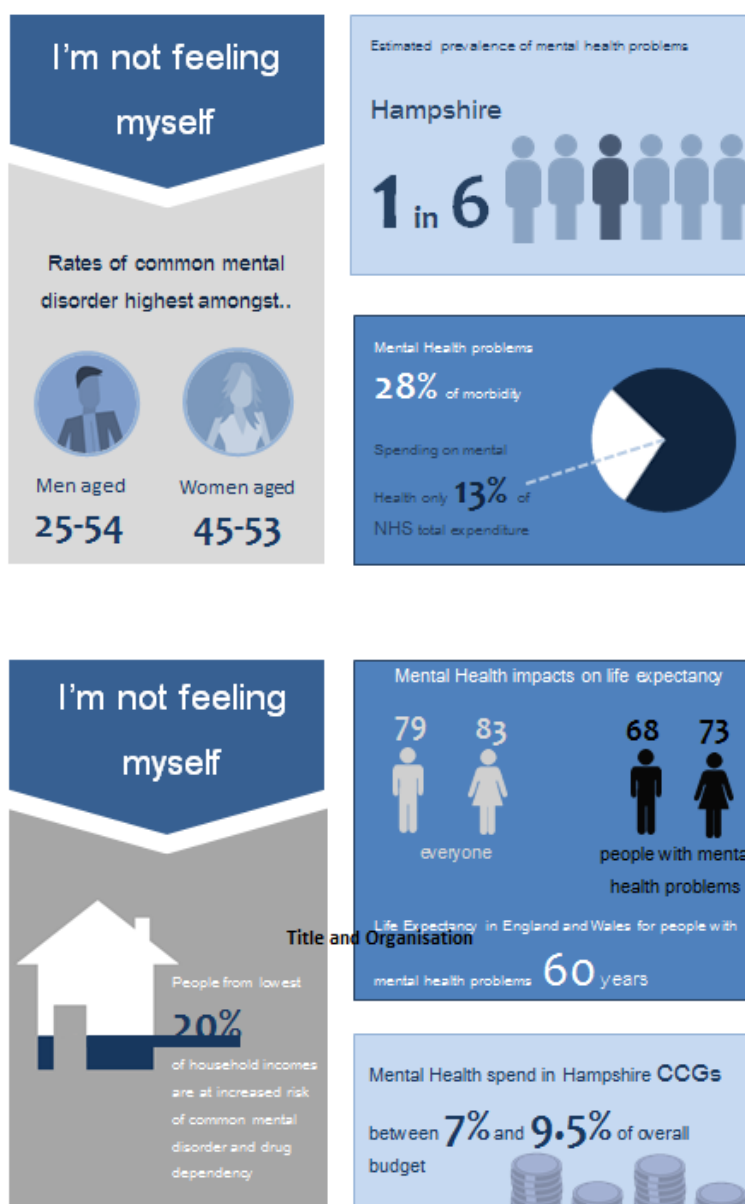 I'm not feeling
myself
Rates of common mental
disorder highest amongst..
Men aged
25-54
Women aged
45-53
Estimated prevalence of mental health problems
Hampshire
1 in 6
Mental Health problems
28% of morbidity
Spending on mental
Health only 13% of
NHS total expenditure
I'm not feeling
myself
People from lowest
20%
of household incomes
are at increased risk
of common mental
disorder and drug
dependency
Mental Health impacts on life expectancy
79 83
everyone
68 73
people with menta
health problems
Title and Organisation
Life Expectancy in England and Wales for people with
mental health problems 60 years
Mental Health spend in Hampshire CCGs
between 7% and 9.5% of overall
budget